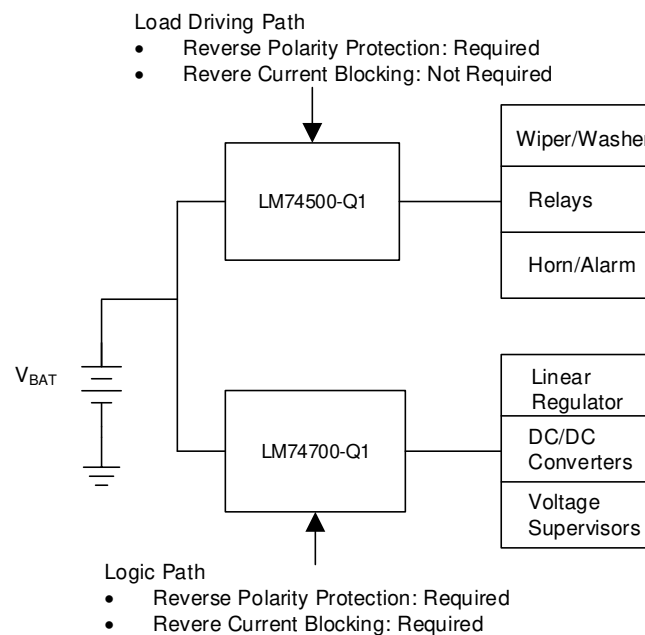 Load Driving Path
• Reverse Polarity Protection: Required
• Revere Current Blocking: Not Required
LM74500-Q1
Wiper/Washer
Relays
Horn/Alarm
VBAT
LM74700-Q1
Linear
Regulator
DC/DC
Converters
Voltage
Supervisors
Logic Path
• Reverse Polarity Protection: Required
• Revere Current Blocking: Required